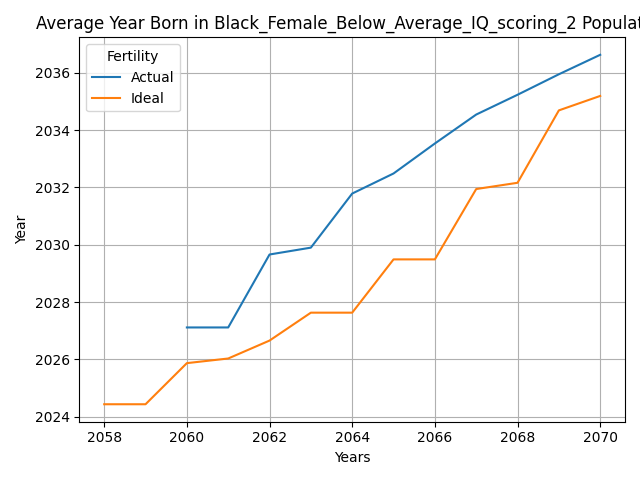 Average Year Born in Black_Female_Below_Average_IQ_scoring_2 Populat
Fertility
Actual
Ideal
2036
2034
2032
2030
2028
2026
2024
Year
2058 2060 2062 2064 2066 2068 2070
Years